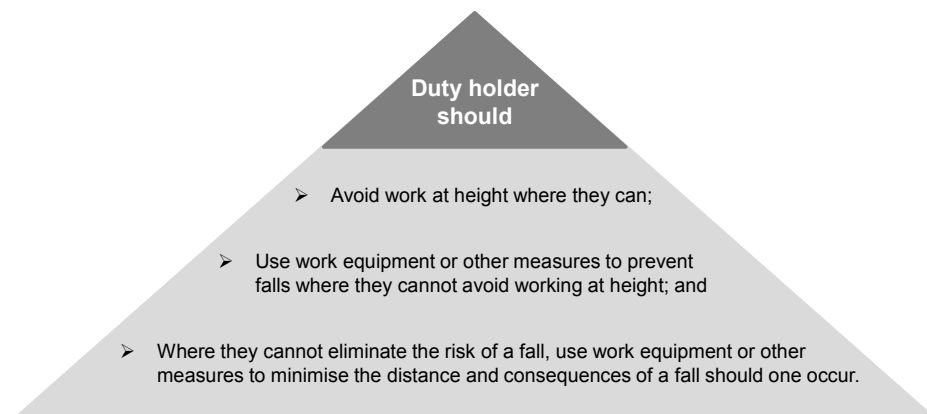 Duty holder
should
➢ Avoid work at height where they can;
➢ Use work equipment or other measures to prevent
falls where they cannot avoid working at height; and
➢ Where they cannot eliminate the risk of a fall, use work equipment or other
measures to minimise the distance and consequences of a fall should one occur.